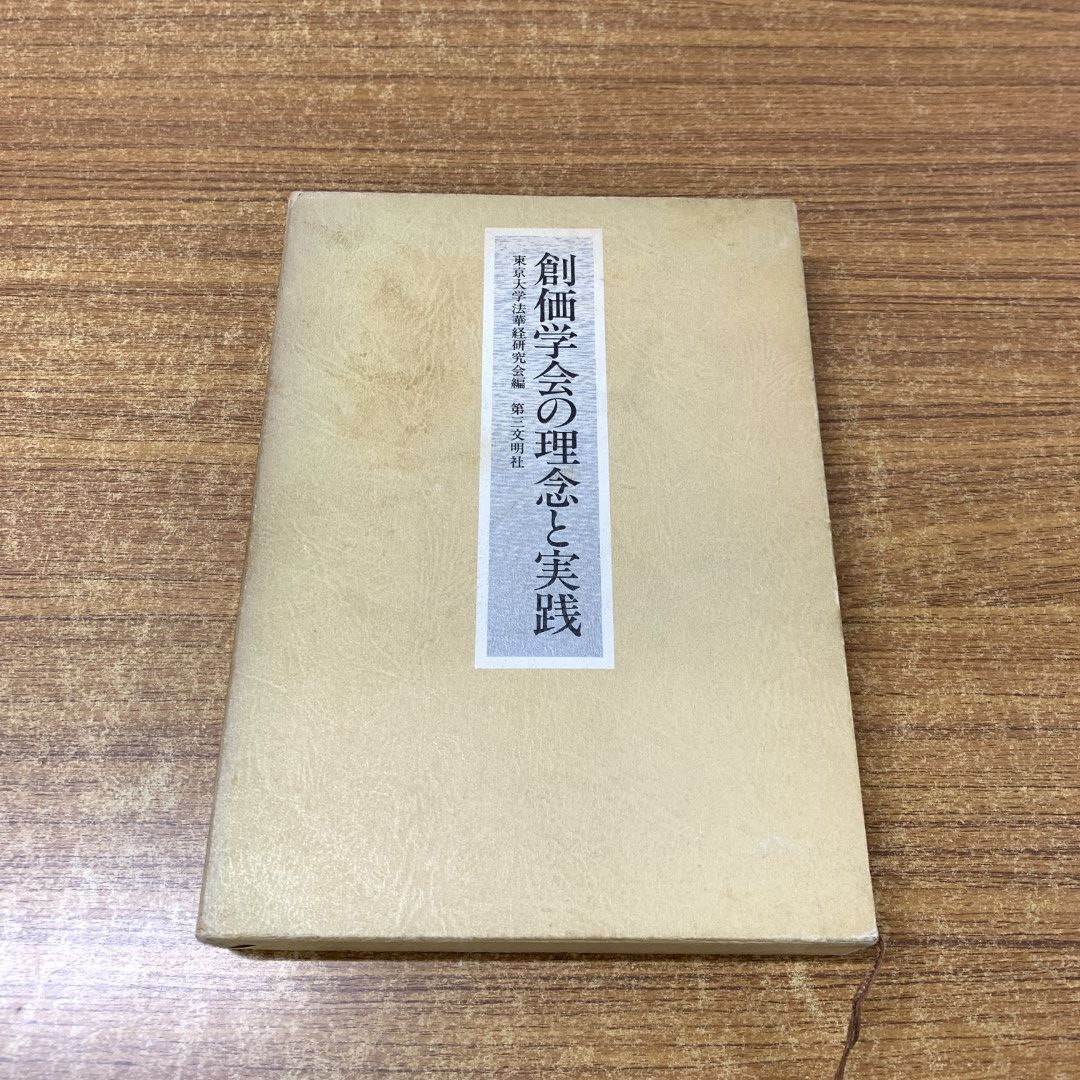 創価学会の理念と実践
東京大学法華経研究会編 第三文明社